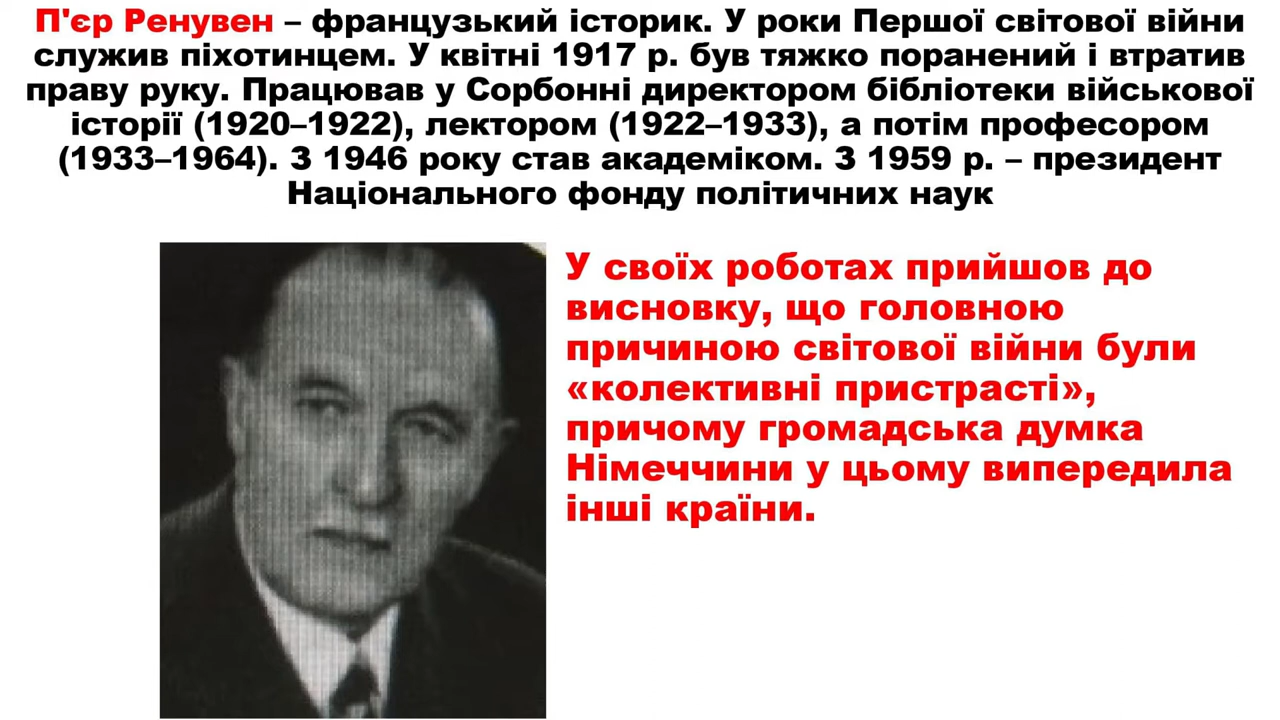 П'єр Ренувен – французький історик. У роки Першої світової війни
служив піхотинцем. У квітні 1917 р. був тяжко поранений і втратив
праву руку. Працював у Сорбонні директором бібліотеки військової
історії (1920–1922), лектором (1922–1933), а потім професором
(1933–1964). З 1946 року став академіком. З 1959 р. – президент
Національного фонду політичних наук
У своїх роботах прийшов до
висновку, що головною
причиною світової війни були
«колективні пристрасті»,
причому громадська думка
Німеччини у цьому випередила
інші країни.